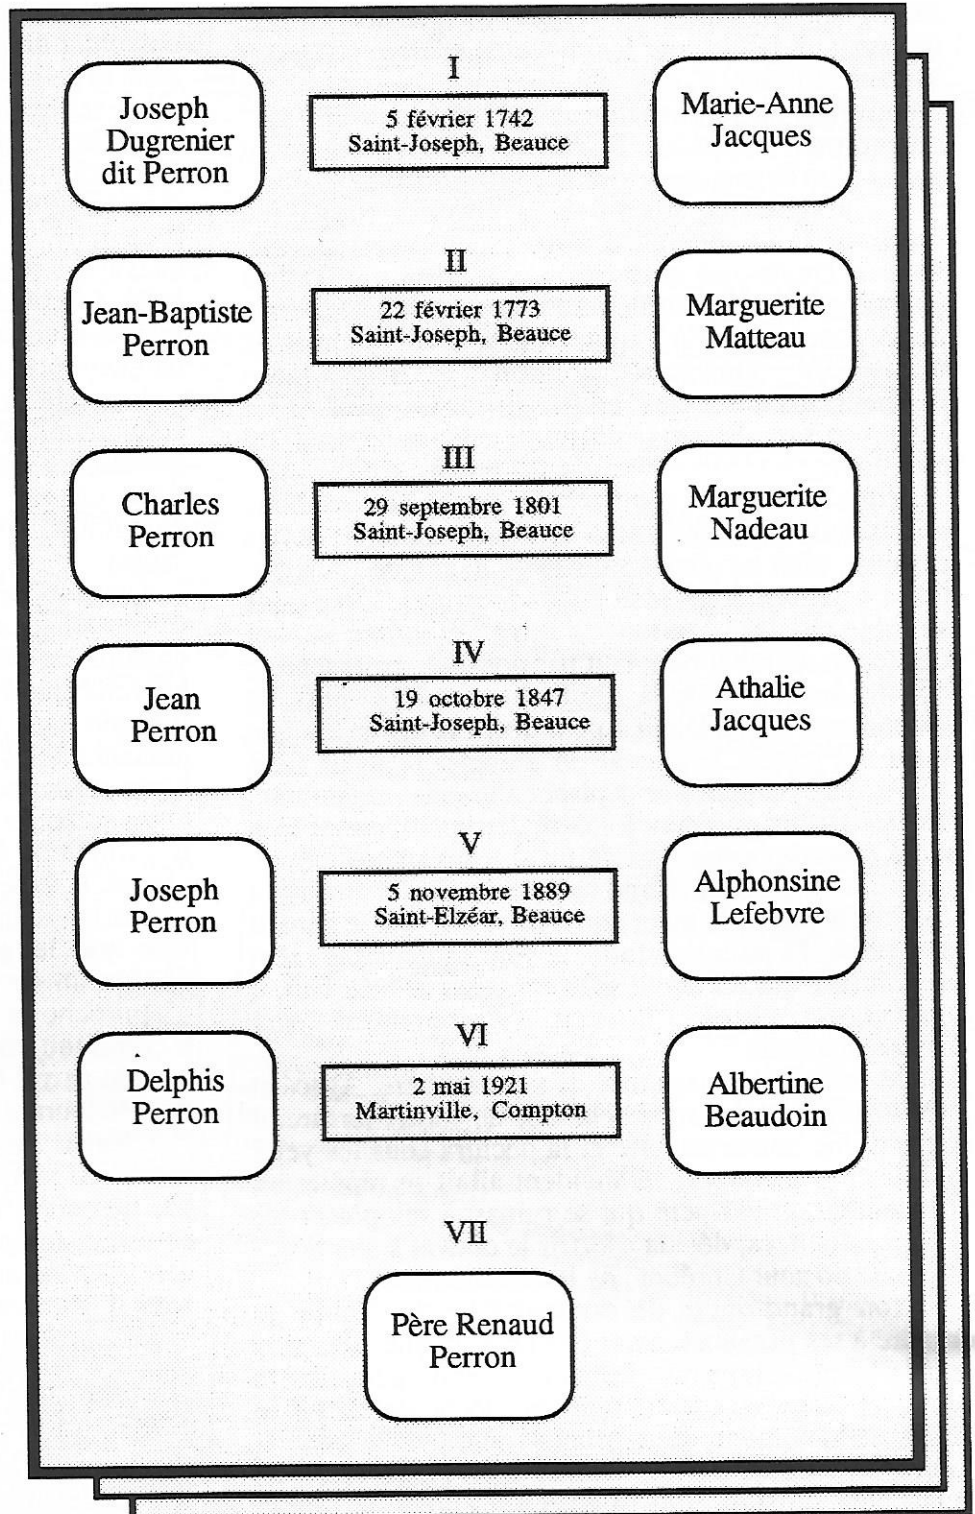 I
Joseph
Dugrenier
dit Perron
5 février 1742
Saint-Joseph, Beauce
Marie-Anne
Jacques
II
Jean-Baptiste
Perron
22 février 1773
Saint-Joseph, Beauce
Marguerite
Matteau
III
Charles
Perron
29 septembre 1801
Saint-Joseph, Beauce
Marguerite
Nadeau
IV
Jean
Perron
19 octobre 1847
Saint-Joseph, Beauce
Athalie
Jacques
V
Joseph
Perron
5 novembre 1889
Saint-Elzéar, Beauce
Alphonsine
Lefebvre
VI
Delphis
Perron
2 mai 1921
Martinville, Compton
Albertine
Beaudoin
VII
Père Renaud
Perron